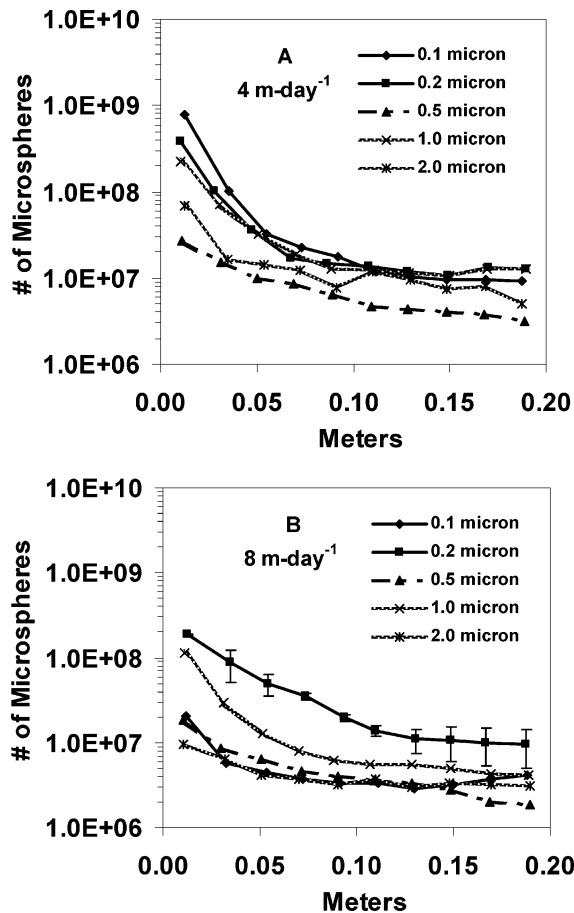 1.0E+10
1.0E+09
1.0E+08
1.0E+07
1.0E+06
# of Microspheres
A
4 m-day-1
0.1 micron
0.2 micron
0.5 micron
1.0 micron
2.0 micron
0.00 0.05 0.10 0.15 0.20
Meters
1.0E+10
1.0E+09
1.0E+08
1.0E+07
1.0E+06
# of Microspheres
B
8 m-day-1
0.1 micron
0.2 micron
0.5 micron
1.0 micron
2.0 micron
0.00 0.05 0.10 0.15 0.20
Meters